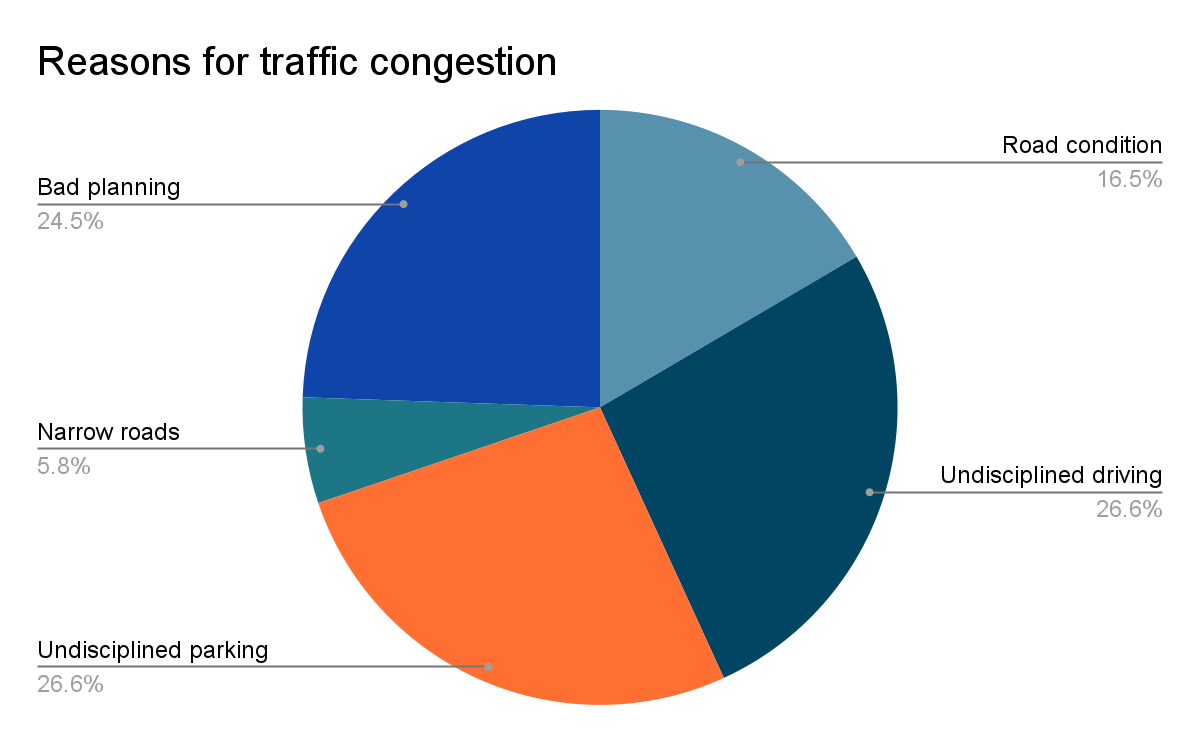 Reasons for traffic congestion
Road condition
16.5%
Bad planning
24.5%
Narrow roads
5.8%
Undisciplined driving
26.6%
Undisciplined parking
26.6%